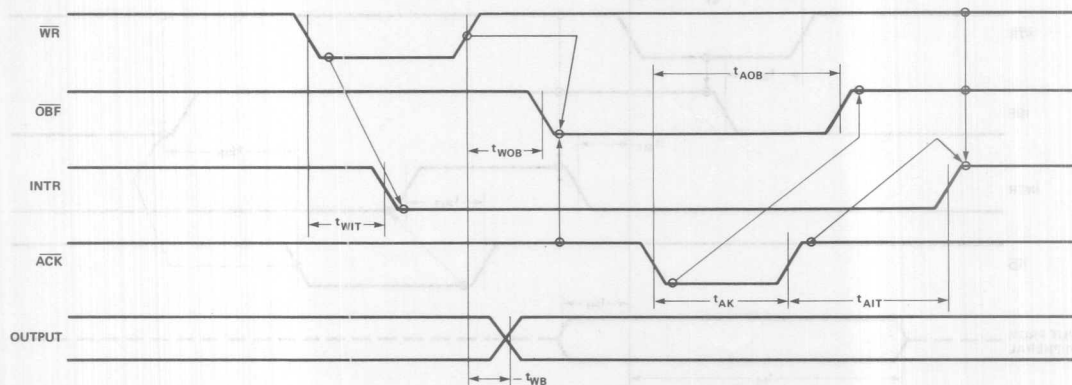 WR
t_AOB
OBF
t_WOB
INTR
t_WIT
ACK
t_AK
t_AIT
OUTPUT
t_WB